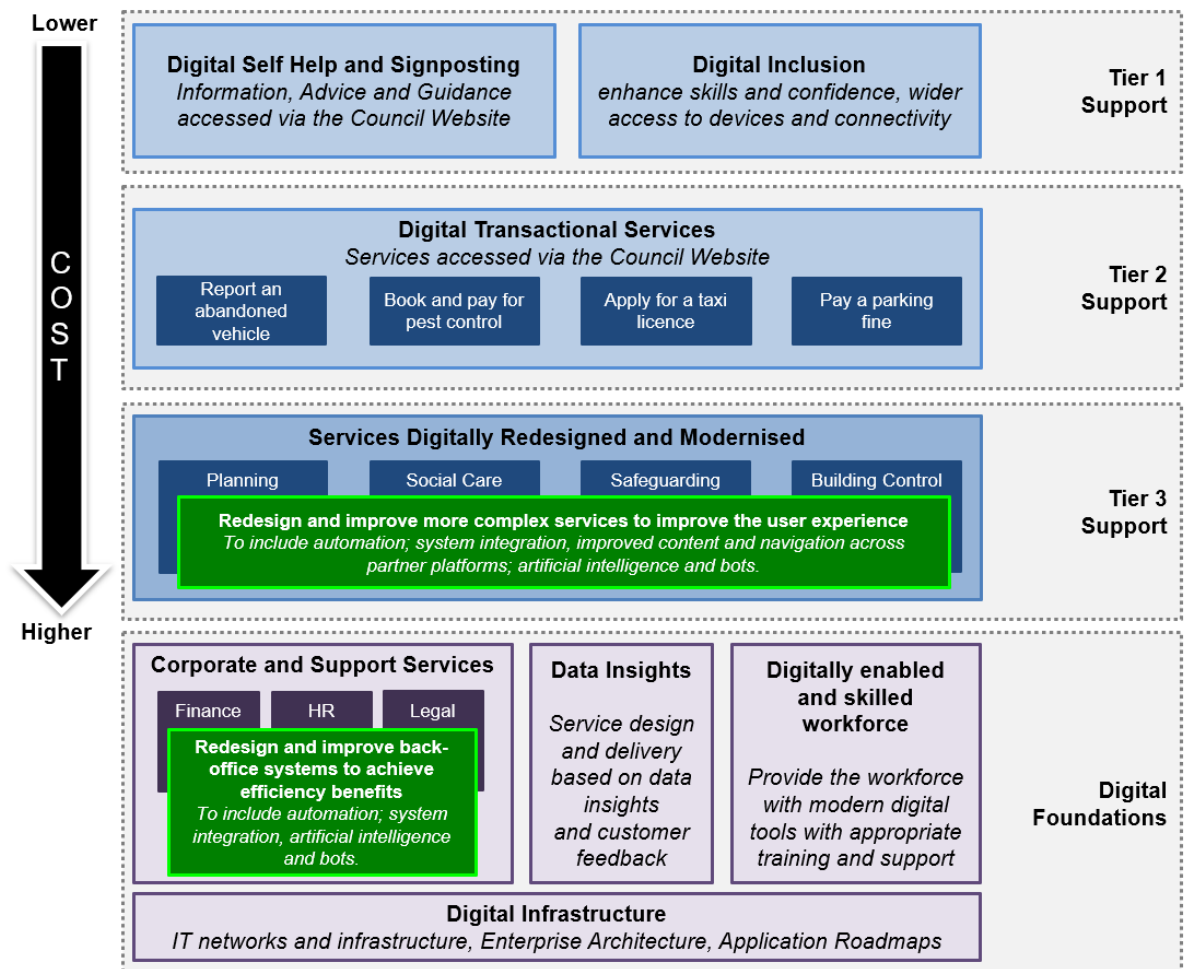 Lower
COST
Higher
Digital Self Help and Signposting
Information, Advice and Guidance
accessed via the Council Website
Digital Inclusion
enhance skills and confidence, wider
access to devices and connectivity
Tier 1
Support
Digital Transactional Services
Services accessed via the Council Website
Report an
abandoned
vehicle
Book and pay for
pest control
Apply for a taxi
licence
Pay a parking
fine
Tier 2
Support
Services Digitally Redesigned and Modernised
Planning
Social Care
Safeguarding
Building Control
Redesign and improve more complex services to improve the user experience
To include automation; system integration, improved content and navigation across
partner platforms; artificial intelligence and bots.
Tier 3
Support
Corporate and Support Services
Finance
HR
Legal
Redesign and improve back-
office systems to achieve
efficiency benefits
To include automation; system
integration, artificial intelligence
and bots.
Data Insights
Service design
and delivery
based on data
insights
and customer
feedback
Digitally enabled
and skilled
workforce
Provide the workforce
with modern digital
tools with appropriate
training and support
Digital
Foundations
Digital Infrastructure
IT networks and infrastructure, Enterprise Architecture, Application Roadmaps